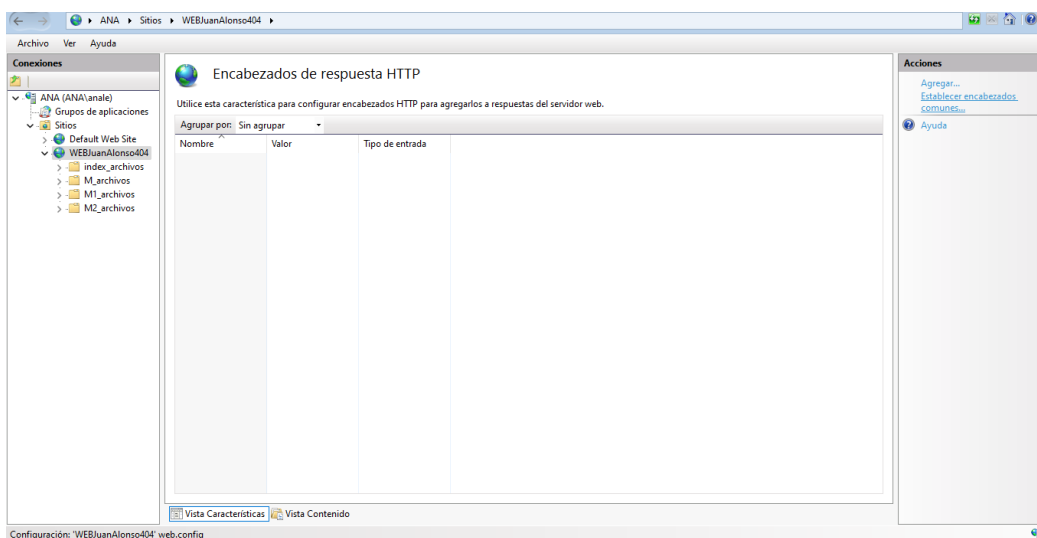 ANA Sitios WEBJuanAlonso404
Archivo Ver Ayuda
Conexiones
ANA (ANA\anale)
Grupos de aplicaciones
Sitios
Default Web Site
WEBJuanAlonso404
index_archivos
M_archivos
M1_archivos
M2_archivos
Encabezados de respuesta HTTP
Utilice esta característica para configurar encabezados HTTP para agregarlos a respuestas del servidor web.
Agrupar por: Sin agrupar
Nombre Valor Tipo de entrada
Vista Características Vista Contenido
Acciones
Agregar...
Establecer encabezados
comunes...
Ayuda
Configuración: 'WEBJuanAlonso404' web.config